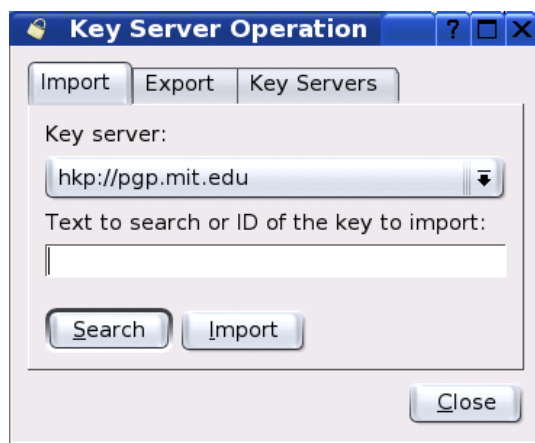 Key Server Operation ?
Import Export Key Servers
Key server:
hkp://pgp.mit.edu
Text to search or ID of the key to import:
Search Import
Close